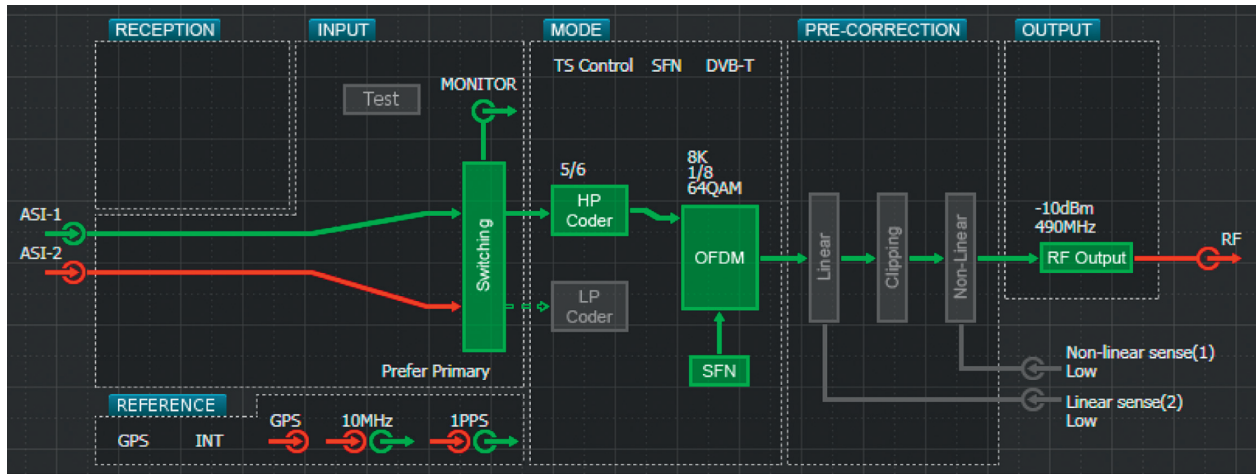 RECEPTION
INPUT
MODE
PRE-CORRECTION
OUTPUT
TS Control SFN DVB-T
Test
MONITOR
5/6
8K
1/8
64QAM
HP
Coder
ASI-1
ASI-2
Switching
OFDM
Linear
Clipping
Non-Linear
-10dBm
490MHz
RF Output
RF
LP
Coder
SFN
Prefer Primary
Non-linear sense(1)
Low
Linear sense(2)
Low
REFERENCE
GPS INT
GPS
10MHz
1PPS